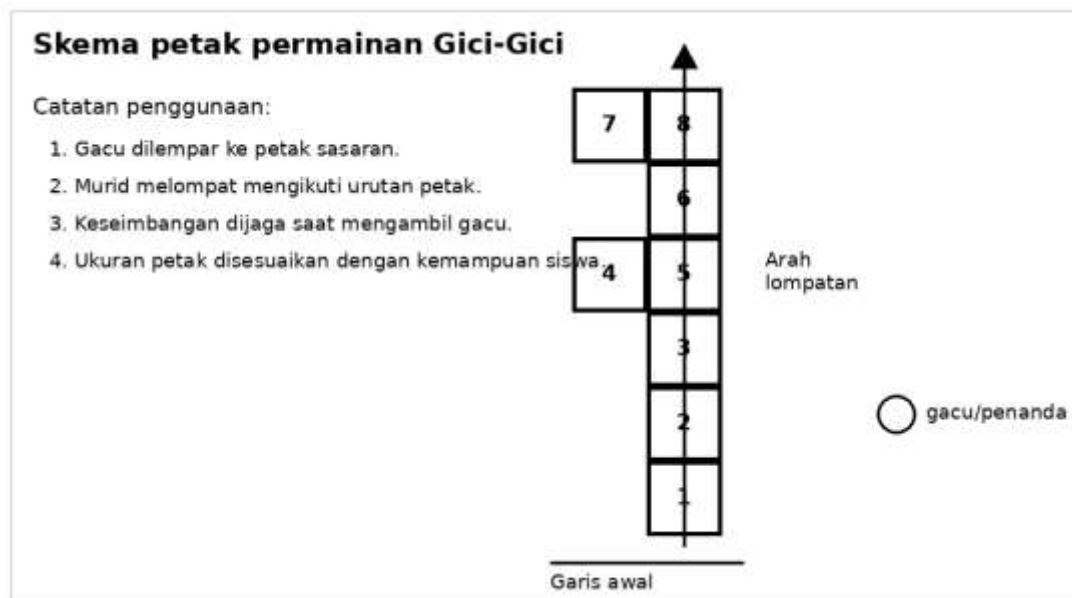 Skema petak permainan Gici-Gici
Catatan penggunaan:
1. Gacu dilempar ke petak sasaran.
2. Murid melompat mengikuti urutan petak.
3. Keseimbangan dijaga saat mengambil gacu.
4. Ukuran petak disesuaikan dengan kemampuan siswa.
7 8
6
4 5
3
2
1
Arah
lompatan
gacu/penanda
Garis awal